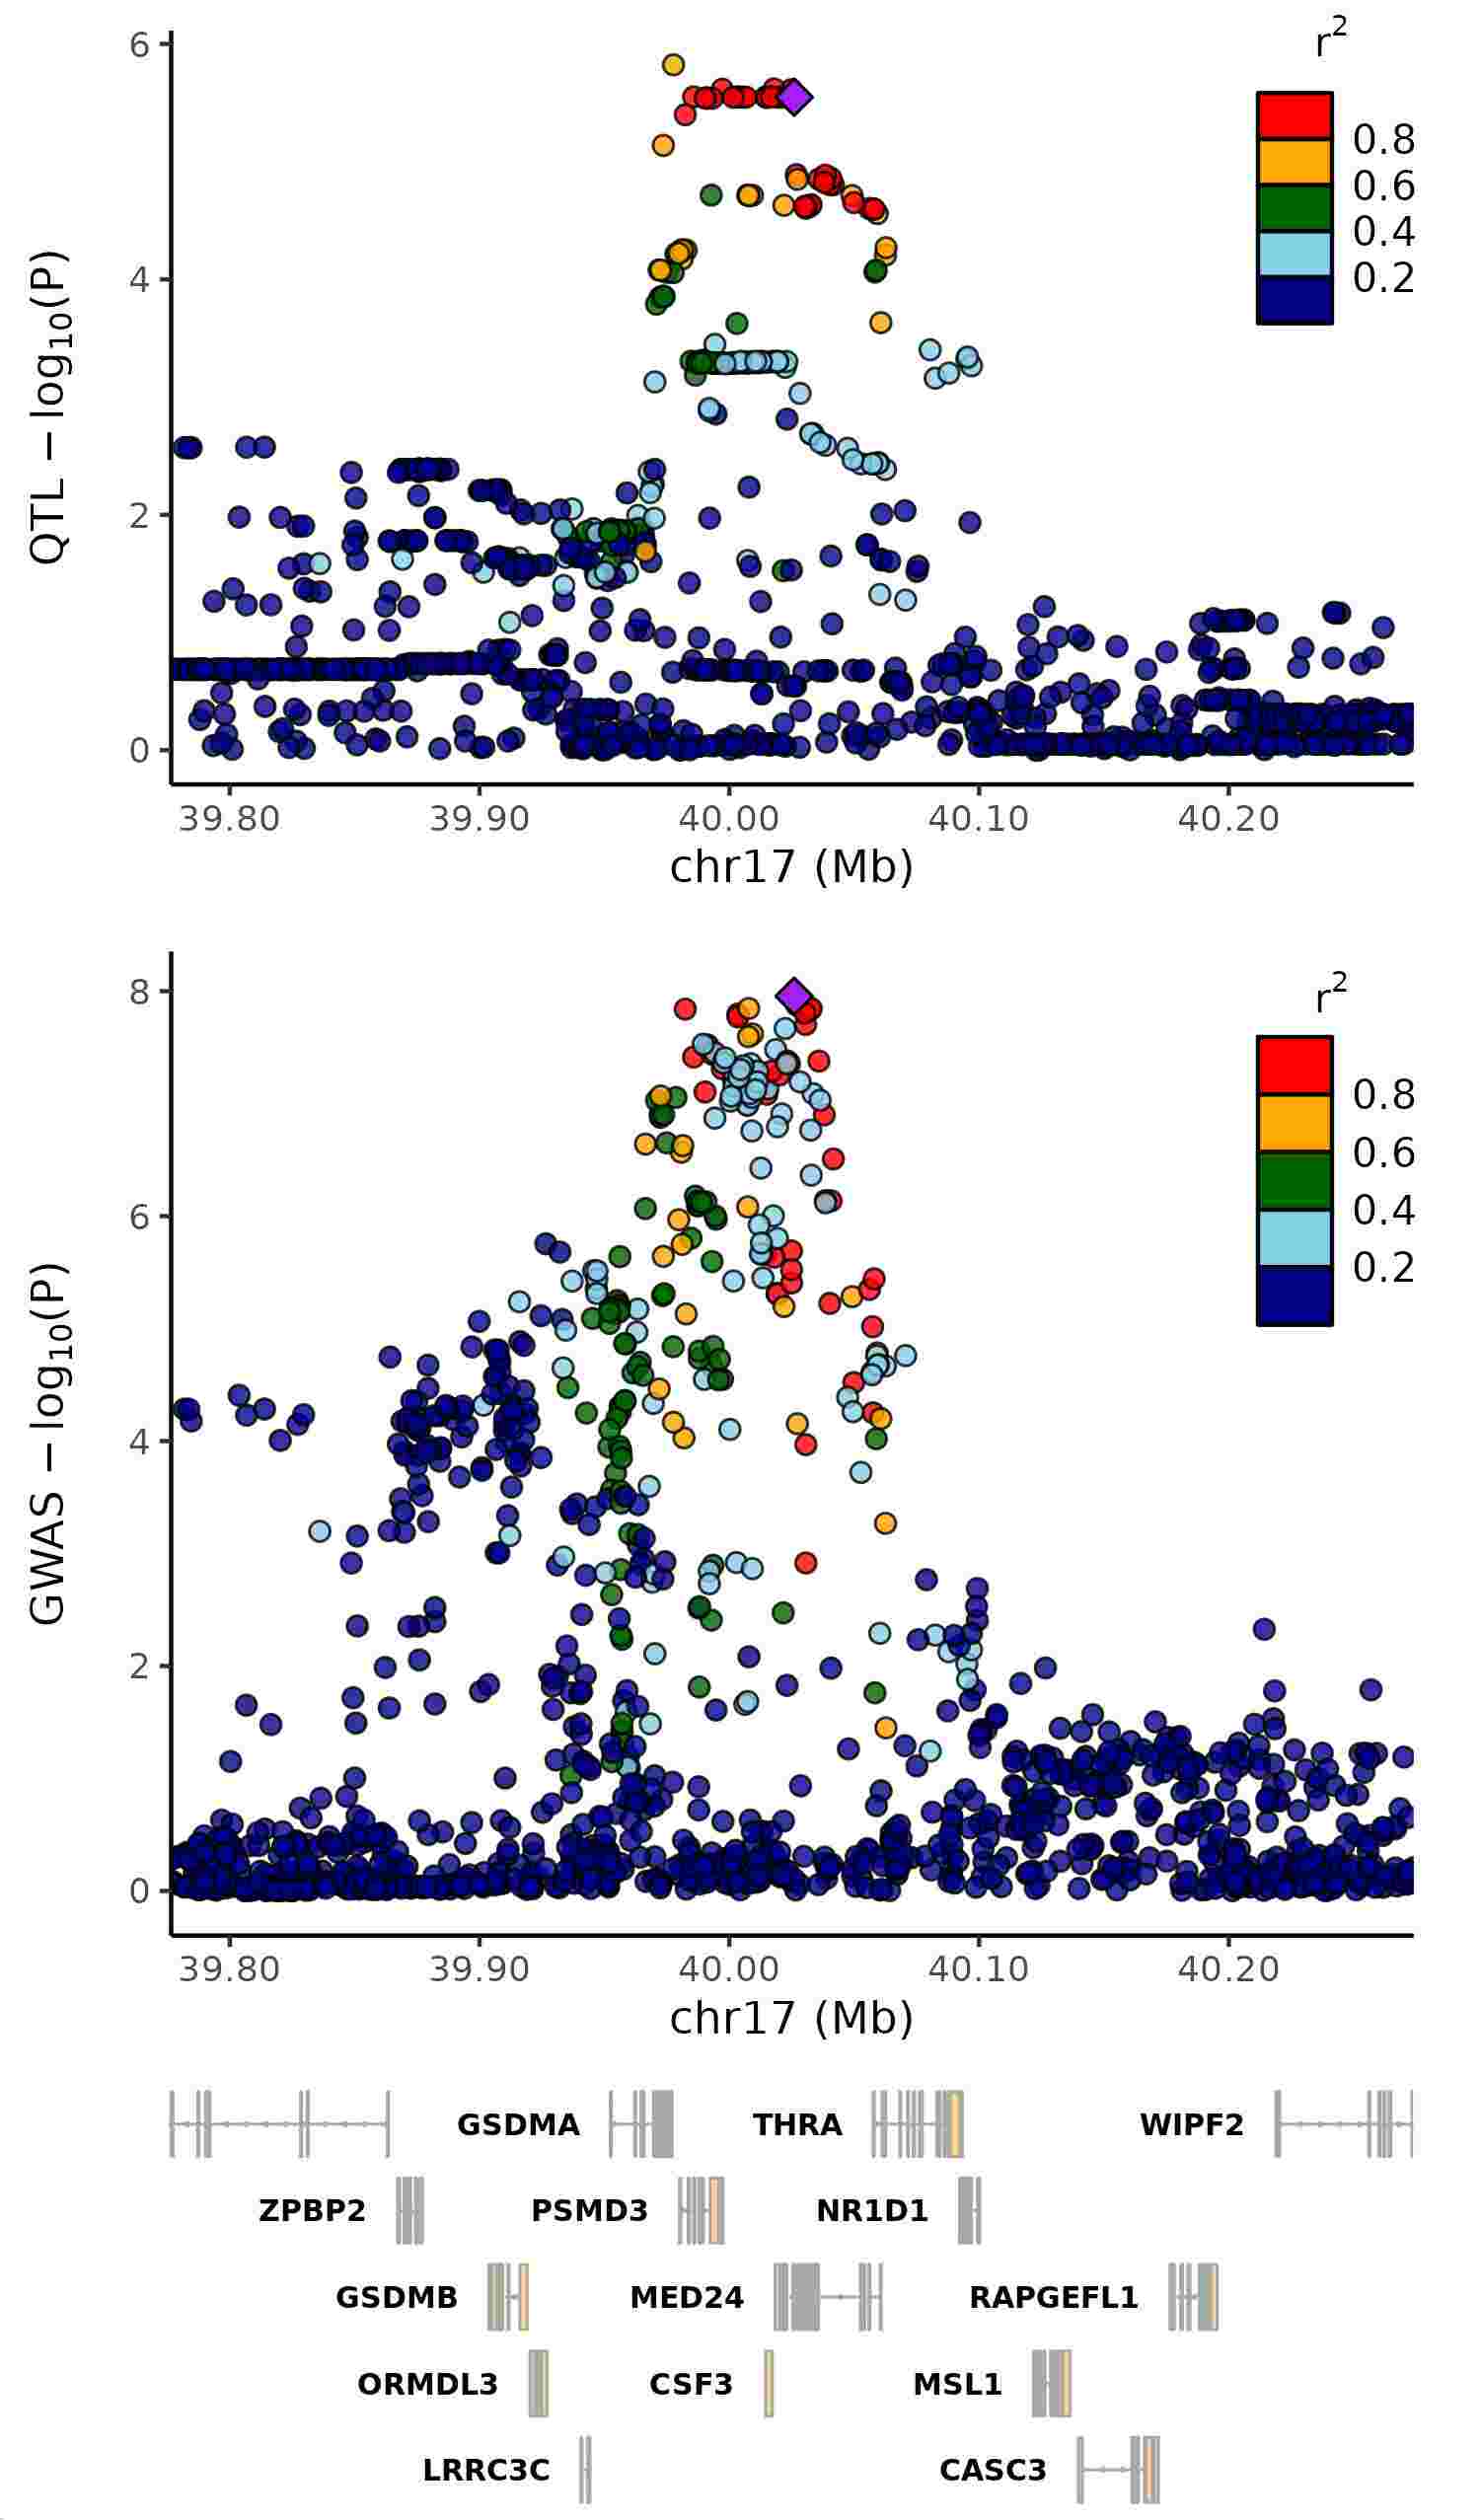 6
4
2
0
QTL − log10(P)
39.80 39.90 40.00 40.10 40.20
chr17 (Mb)
r2
0.8
0.6
0.4
0.2
8
6
4
2
0
GWAS − log10(P)
39.80 39.90 40.00 40.10 40.20
chr17 (Mb)
r2
0.8
0.6
0.4
0.2
GSDMA THRA WIPF2
ZPBP2 PSMD3 NR1D1
GSDMB MED24 RAPGEFL1
ORMDL3 CSF3 MSL1
LRRC3C CASC3